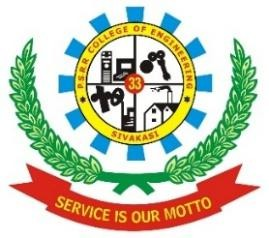 P.S.R.R COLLEGE OF ENGINEERING
33
SIVAKASI
SERVICE IS OUR MOTTO